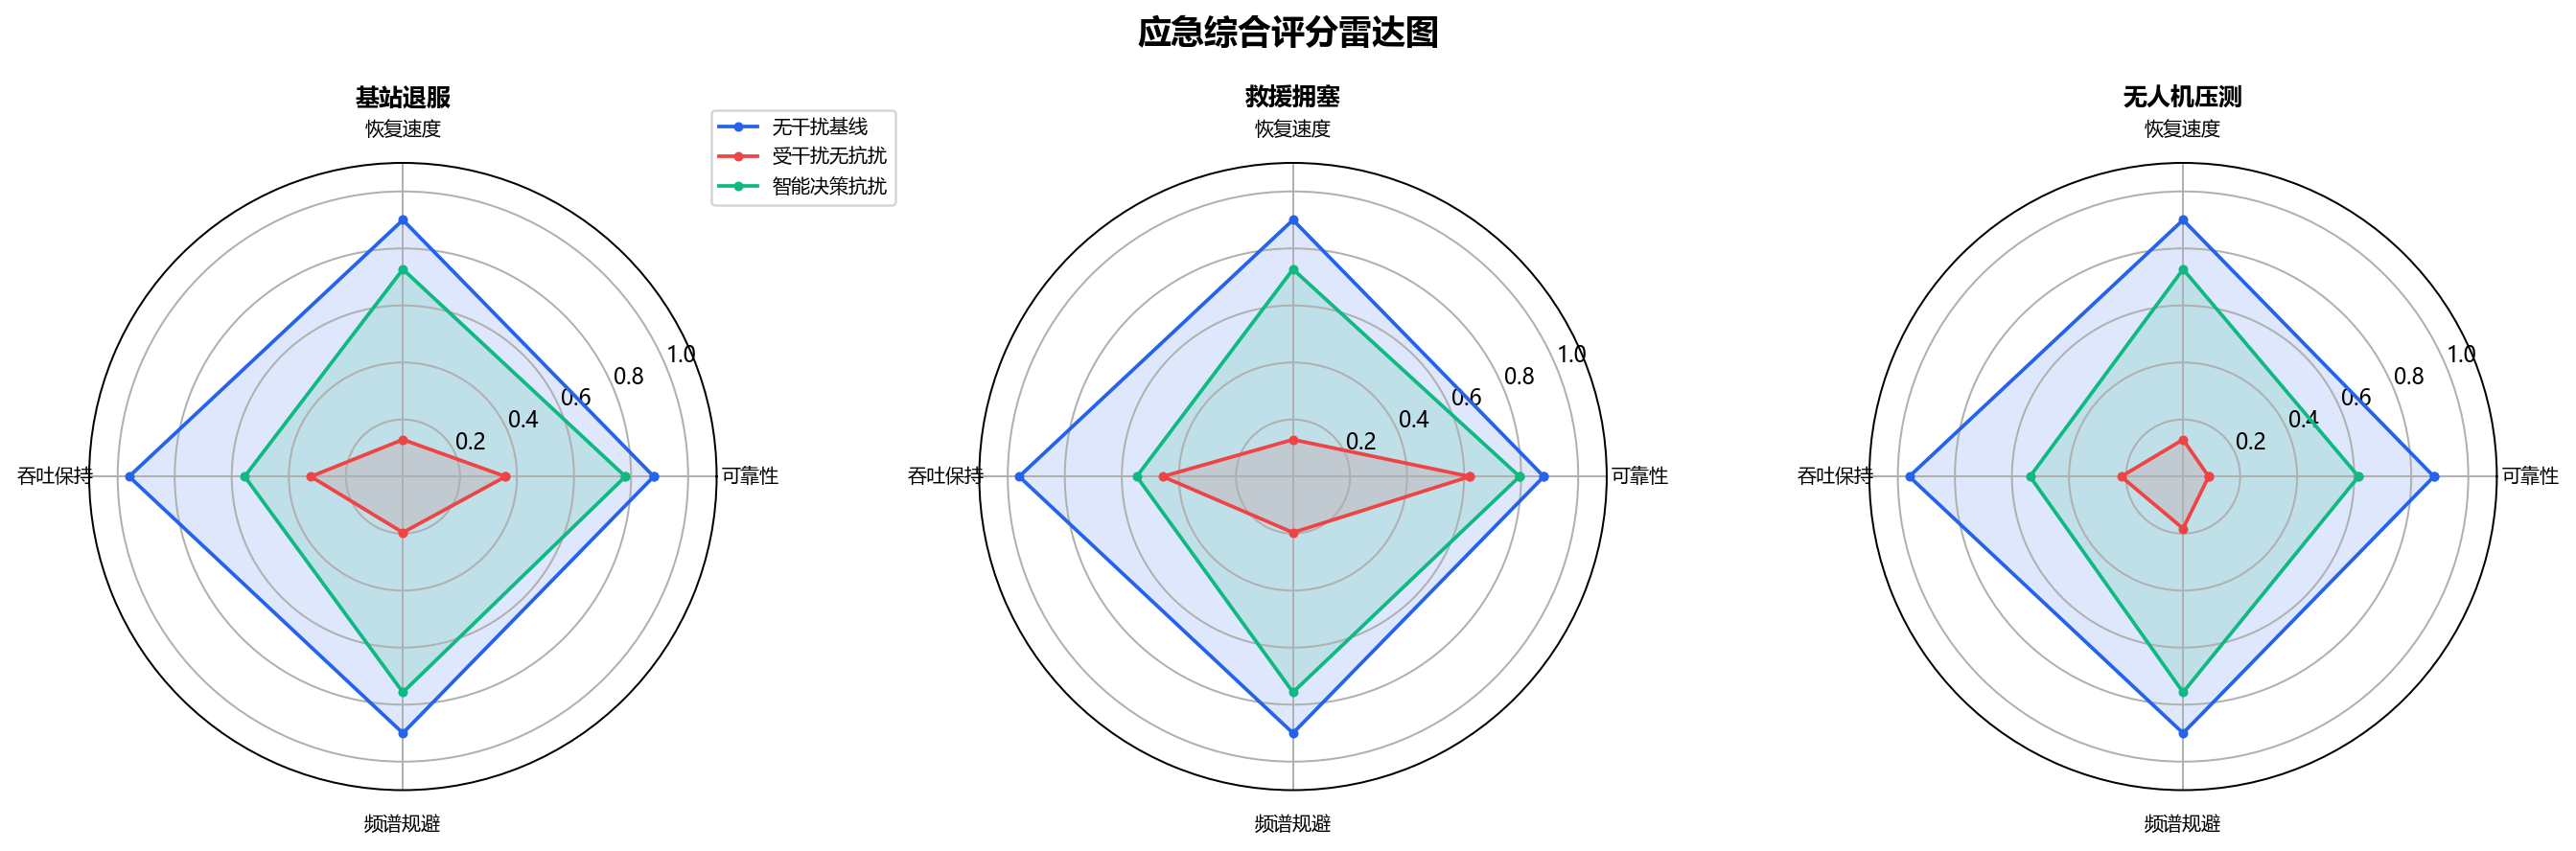 应急综合评分雷达图
基站退服
恢复速度
吞吐保持
可靠性
频谱规避
0.2
0.4
0.6
0.8
1.0
无干扰基线
受干扰无抗扰
智能决策抗扰
救援拥塞
恢复速度
吞吐保持
可靠性
频谱规避
0.2
0.4
0.6
0.8
1.0
无人机压测
恢复速度
吞吐保持
可靠性
频谱规避
0.2
0.4
0.6
0.8
1.0